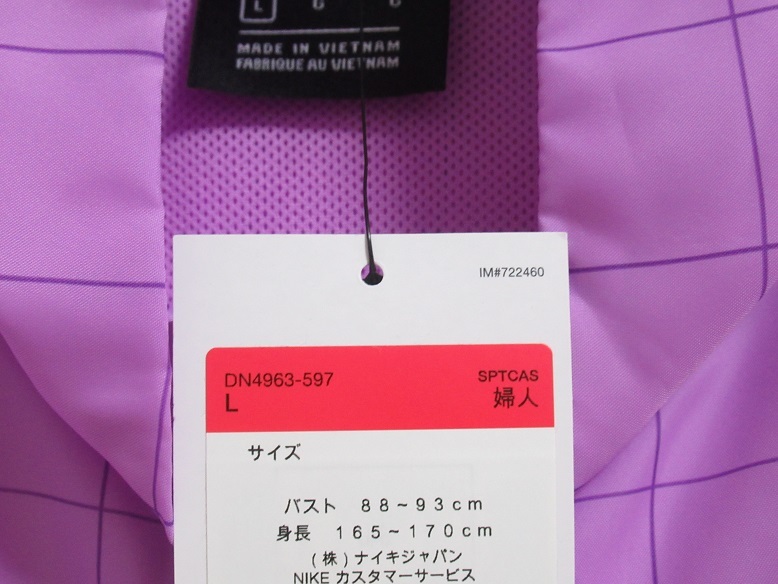 L
MADE IN VIETNAM
FABRIQUE AU VIETNAM
IM#722460
DN4963-597
SPTCAS
L
婦人
サイズ
バスト 88~93cm
身長 165~170cm
(株)ナイキジャパン
NIKE カスタマーサービス